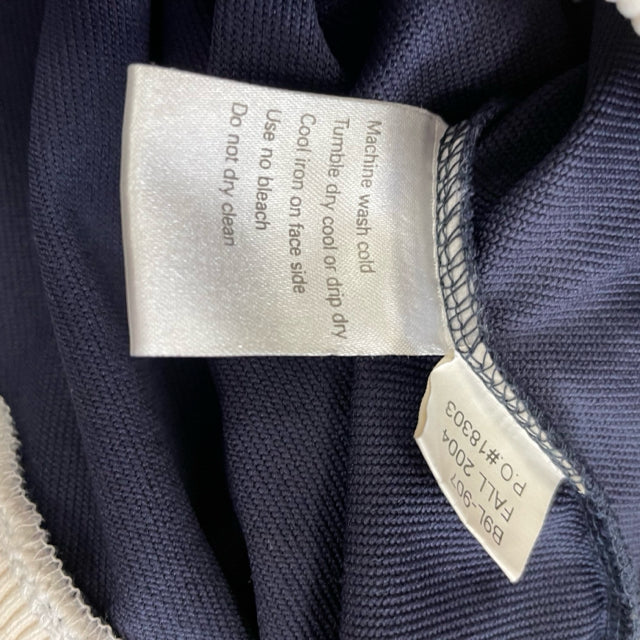 Machine wash cold
Tumble dry cool or drip dry
Cool iron on face side
Use no bleach
Do not dry clean
B9L-907
FALL 2004
P.O #18303